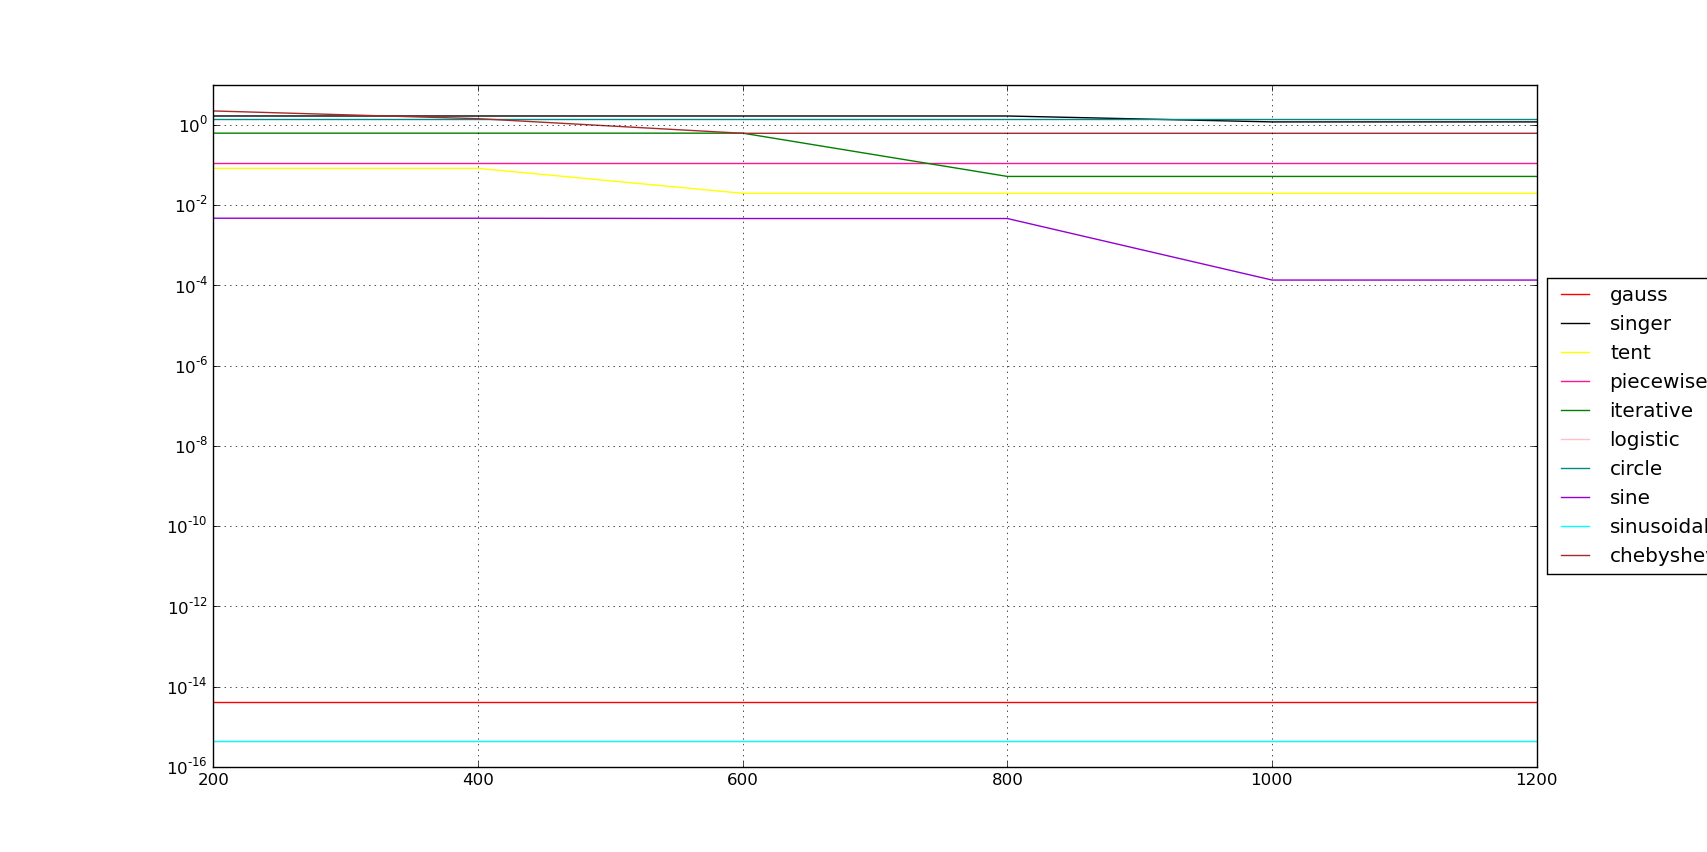 10^0
10^-2
10^-4
10^-6
10^-8
10^-10
10^-12
10^-14
10^-16
200 400 600 800 1000 1200
gauss
singer
tent
piecewise
iterative
logistic
circle
sine
sinusoidal
chebyshev